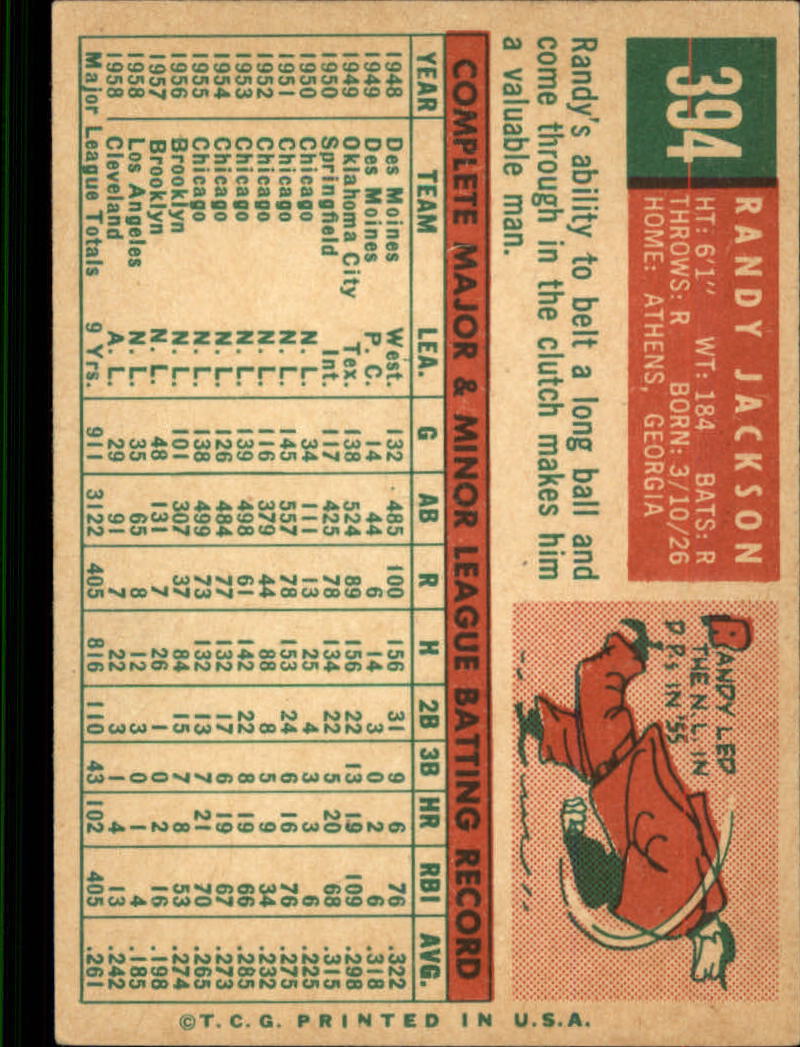 394
RANDY JACKSON
HT: 6'1" WT: 184 BATS: R
THROWS: R BORN: 3/10/26
HOME: ATHENS, GEORGIA
Randy's ability to belt a long ball and
come through in the clutch makes him
a valuable man.
RANDY LED
THE N.L. IN
D.P.s IN '55
COMPLETE MAJOR & MINOR LEAGUE BATTING RECORD
YEAR TEAM LEA. G AB R H 2B 3B HR RBI AVG.
1948 Des Moines West. 132 485 100 156 31 9 6 76 .322
1949 Des Moines P. C. 14 44 6 14 3 0 2 6 .318
1949 Oklahoma City Tex. 138 524 89 156 22 13 19 109 .298
1950 Springfield Int. 117 425 78 134 22 5 20 68 .315
1950 Chicago N. L. 34 111 13 25 4 3 3 6 .225
1951 Chicago N. L. 145 557 78 153 24 6 16 76 .275
1952 Chicago N. L. 116 379 44 88 8 5 9 34 .232
1953 Chicago N. L. 139 498 61 142 22 8 19 66 .285
1954 Chicago N. L. 126 484 77 132 17 6 19 67 .273
1955 Chicago N. L. 138 499 73 132 13 7 21 70 .265
1956 Brooklyn N. L. 101 307 37 84 15 7 8 53 .274
1957 Brooklyn N. L. 48 131 7 26 1 0 2 16 .198
1958 Los Angeles N. L. 35 65 8 12 3 0 1 4 .185
1958 Cleveland A. L. 29 91 7 22 3 1 4 13 .242
Major League Totals 9 Yrs. 911 3122 405 816 110 43 102 405 .261
©T.C.G. PRINTED IN U.S.A.